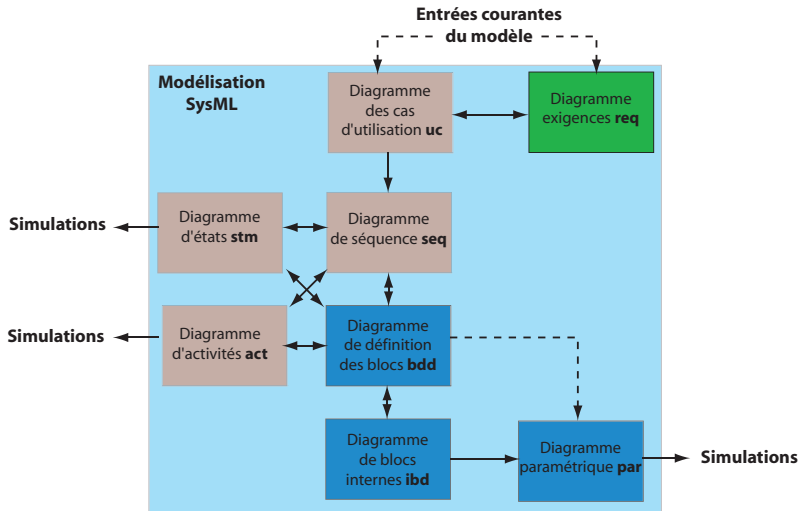 Entrées courantes
du modèle
Modélisation
SysML
Diagramme
des cas
d'utilisation uc
Diagramme
exigences req
Simulations
Diagramme
d'états stm
Diagramme
de séquence seq
Simulations
Diagramme
d'activités act
Diagramme
de définition
des blocs bdd
Diagramme
de blocs
internes ibd
Diagramme
paramétrique par
Simulations